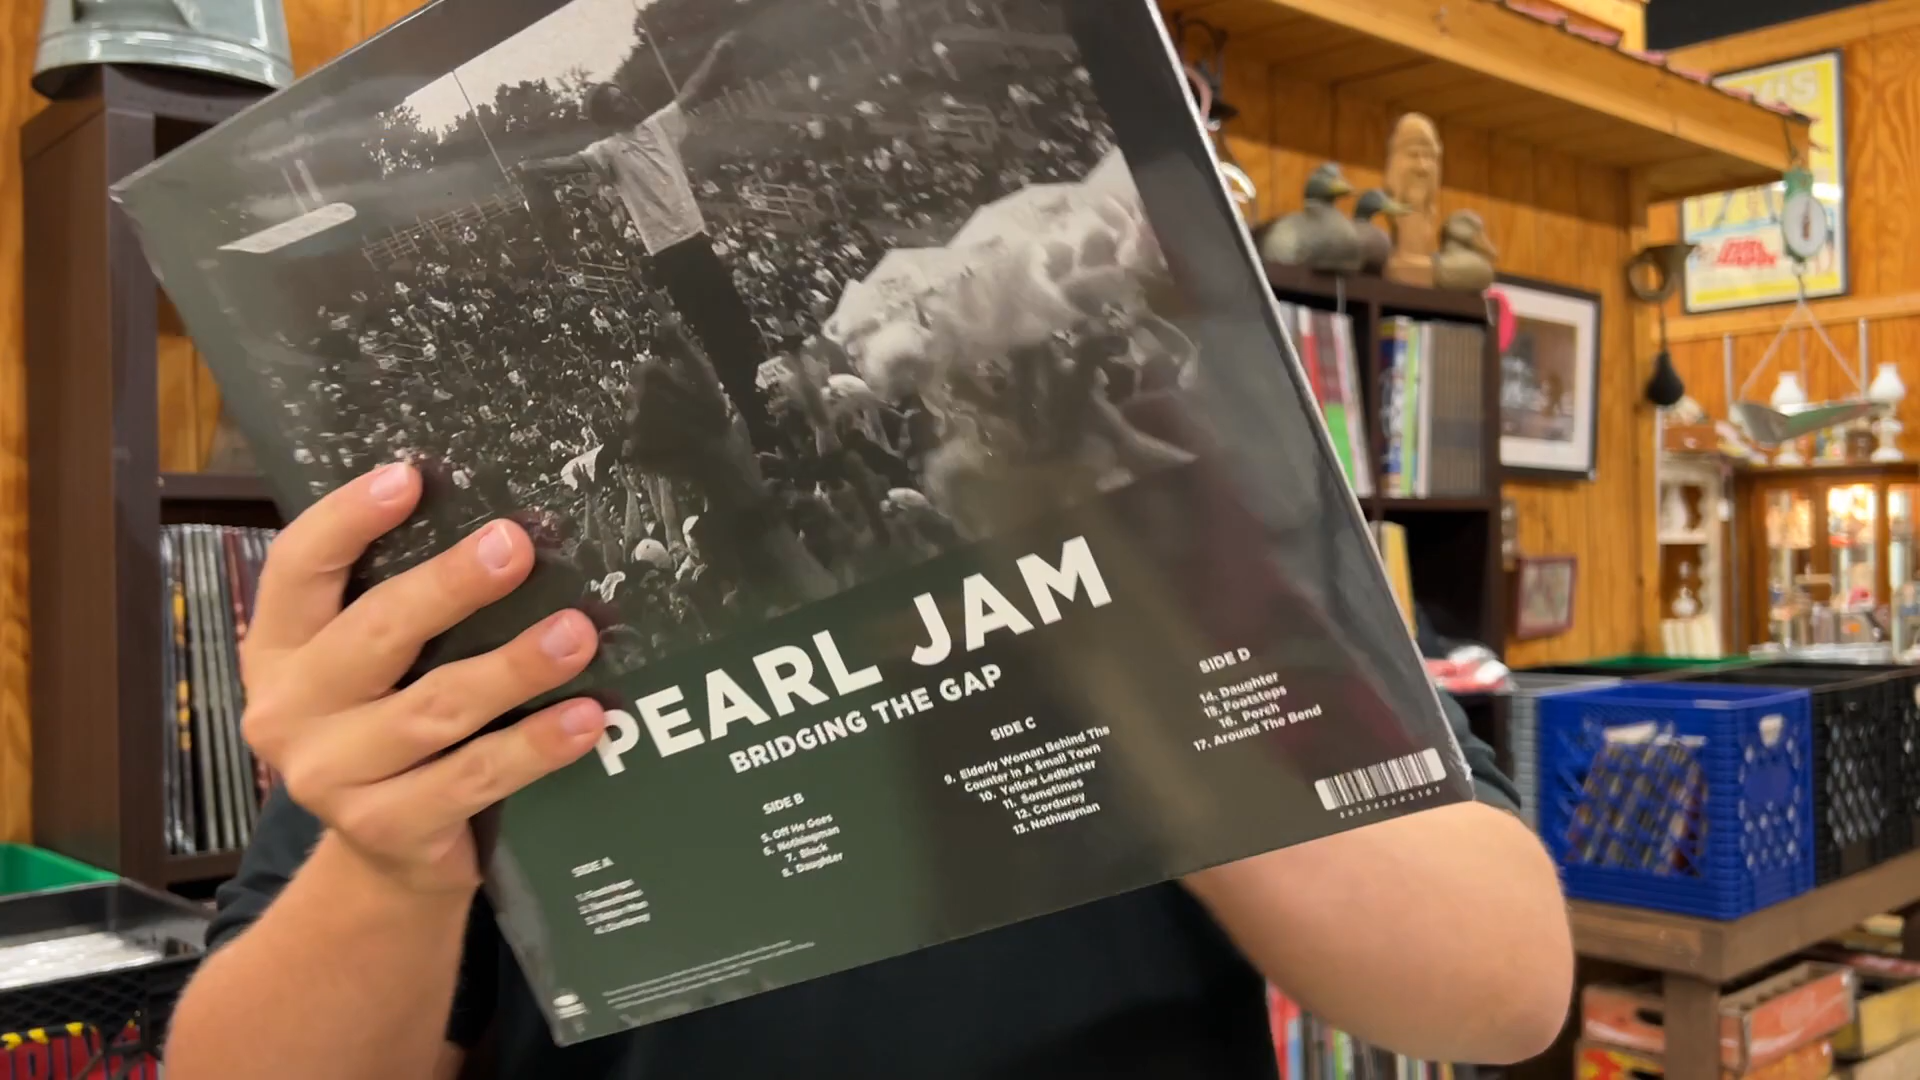 PEARL JAM
BRIDGING THE GAP
SIDE A
SIDE B
5. Off He Goes
6. Nothingman
7. Black
8. Daughter
SIDE C
9. Elderly Woman Behind The
Counter In A Small Town
10. Yellow Ledbetter
11. Sometimes
12. Corduroy
13. Nothingman
SIDE D
14. Daughter
15. Footsteps
16. Porch
17. Around The Bend